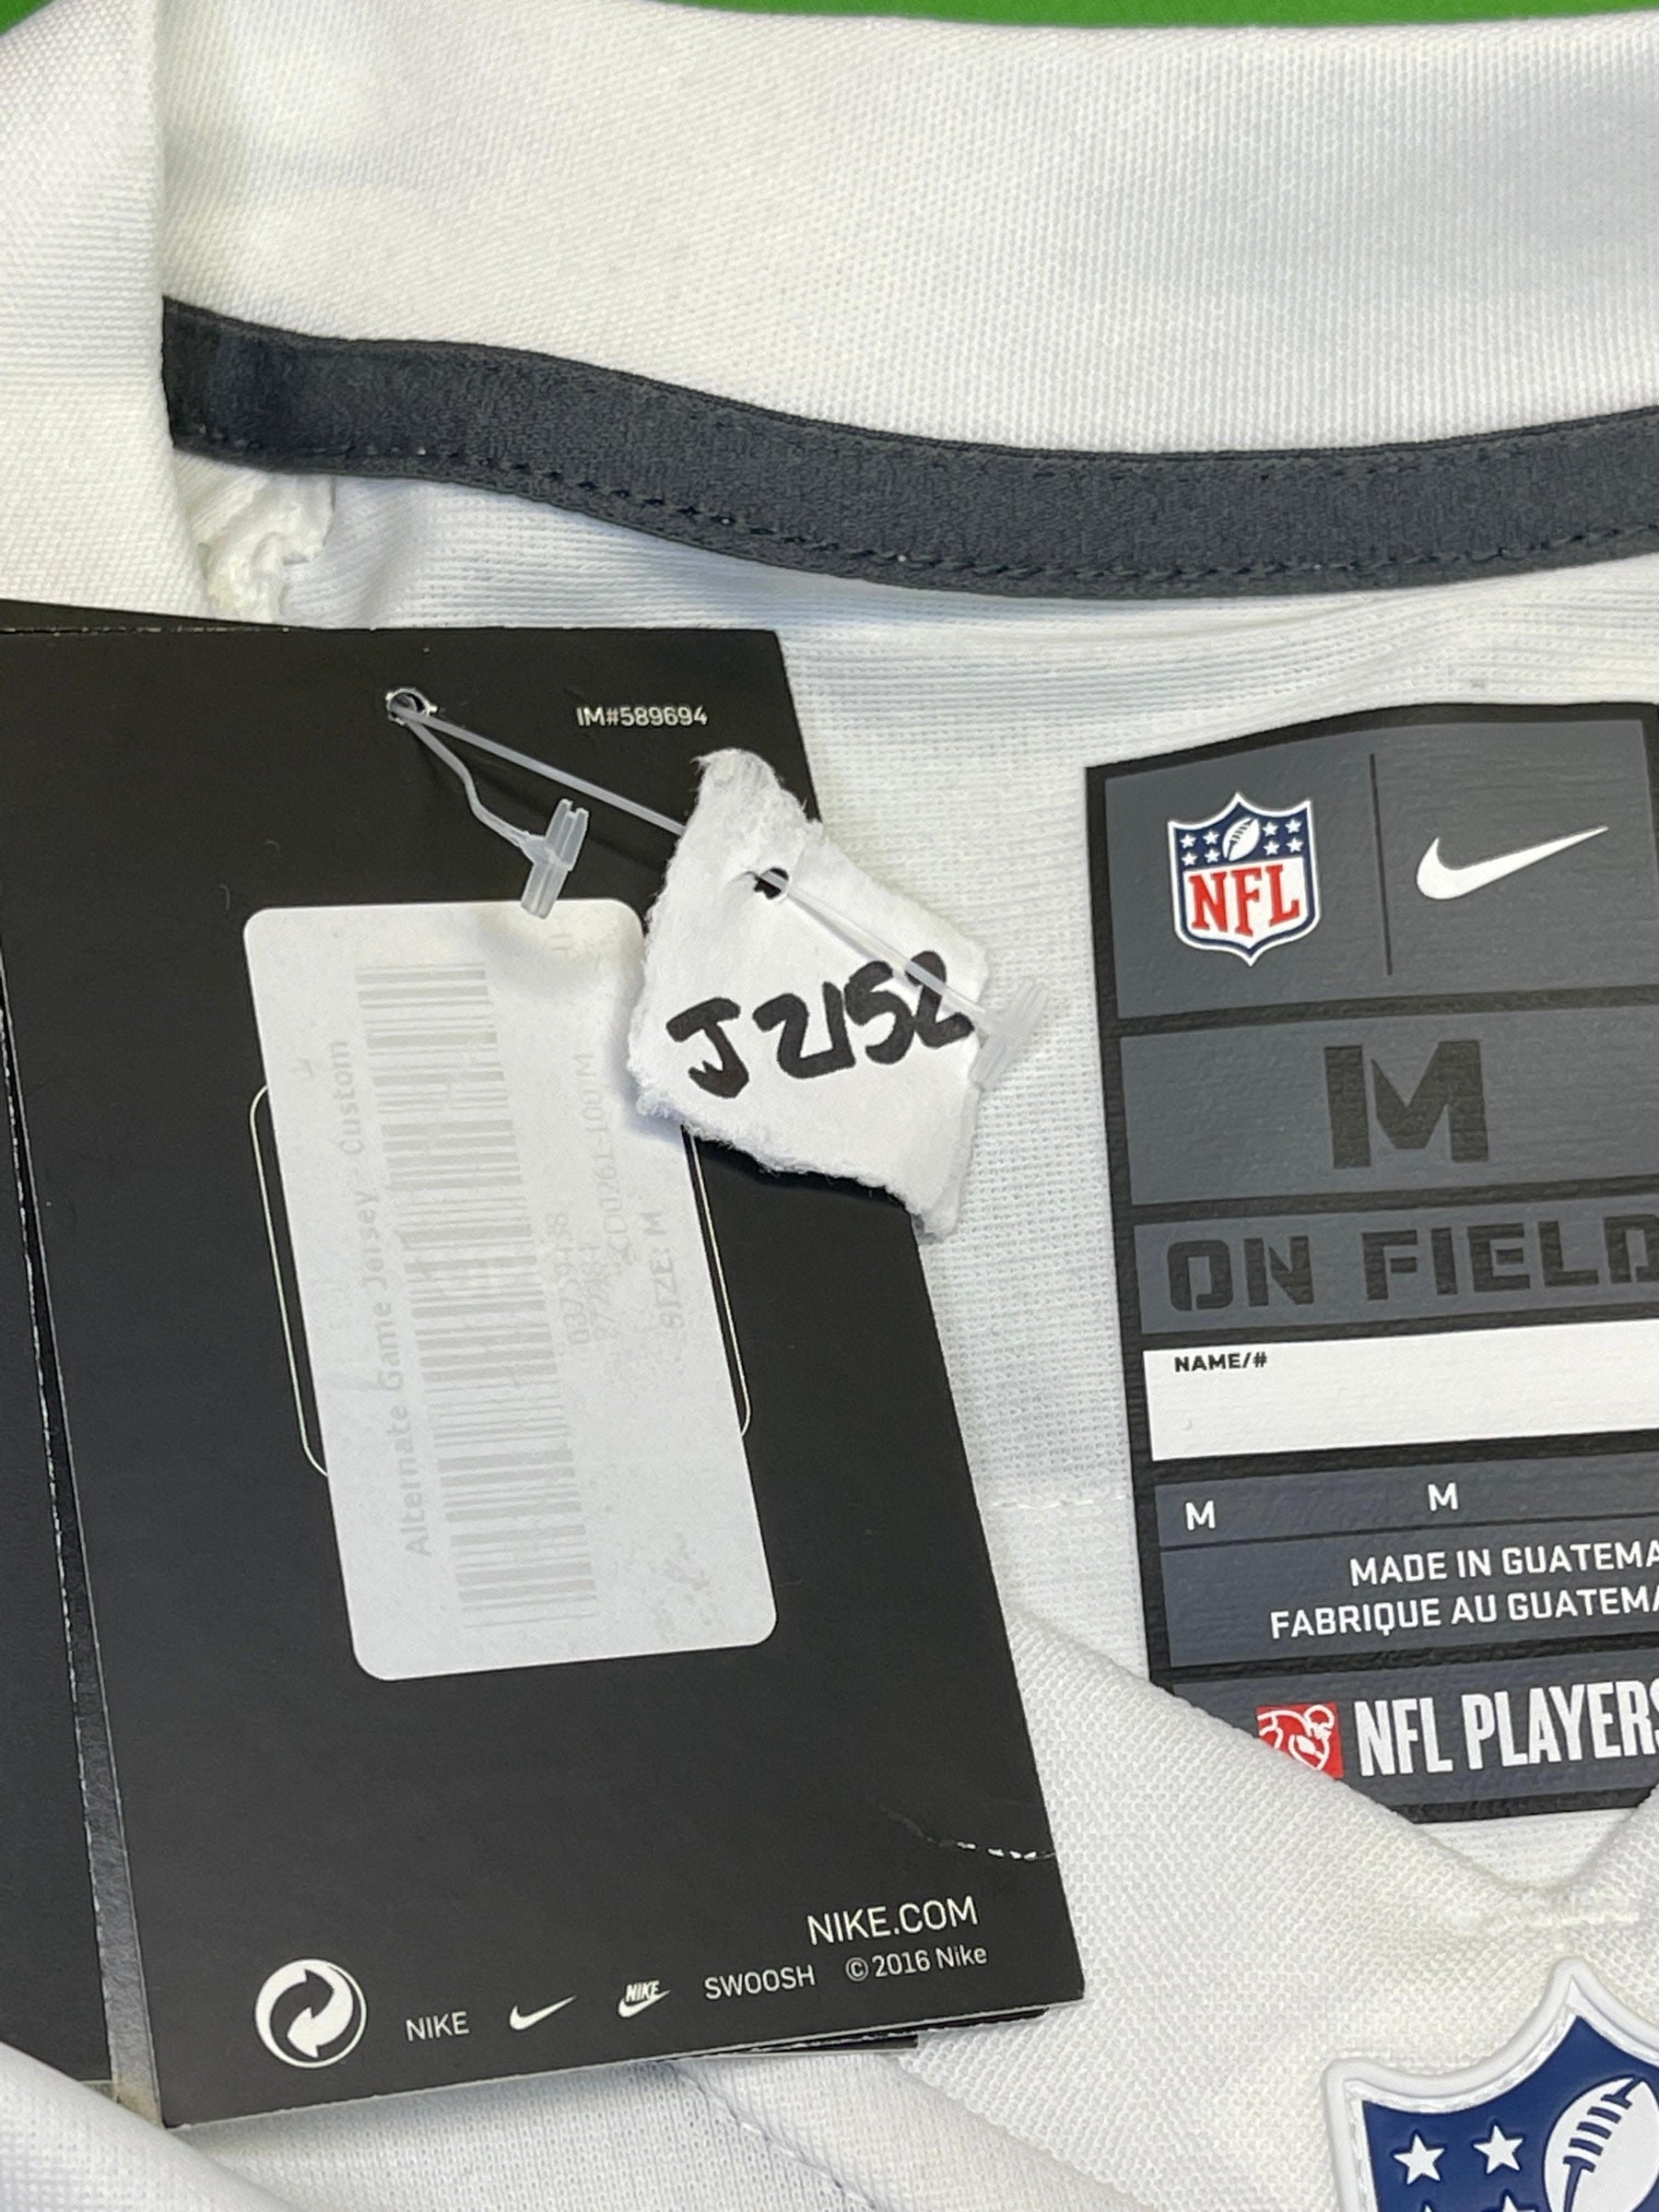 IM#589694
J2152
Alternate Game Jersey - Custom
SIZE: M
NIKE.COM
NIKE
NIKE
SWOOSH
© 2016 Nike
NFL
M
ON FIELD
NAME/#
M
M
MADE IN GUATEMA
FABRIQUE AU GUATEMA
NFL PLAYERS